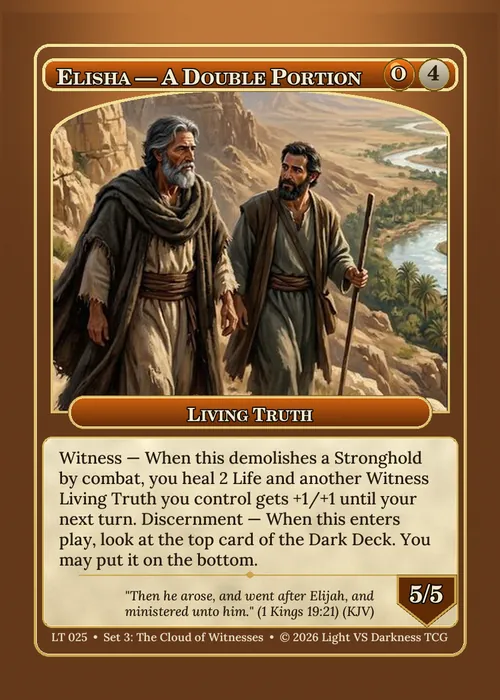 Elisha — A Double Portion O 4
Living Truth
Witness — When this demolishes a Stronghold
by combat, you heal 2 Life and another Witness
Living Truth you control gets +1/+1 until your
next turn. Discernment — When this enters
play, look at the top card of the Dark Deck. You
may put it on the bottom.
"Then he arose, and went after Elijah, and
ministered unto him." (1 Kings 19:21) (KJV)
5/5
LT 025 • Set 3: The Cloud of Witnesses • © 2026 Light VS Darkness TCG